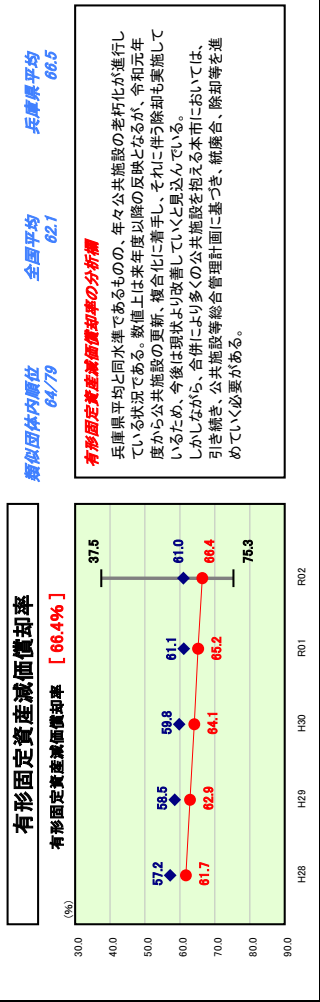 有形固定資産減価償却率
有形固定資産減価償却率 [ 66.4% ]
(%)
30.0
40.0
50.0
60.0
70.0
80.0
90.0
57.2
58.5
59.8
61.1
61.0
37.5
61.7
62.9
64.1
65.2
66.4
75.3
H28
H29
H30
R01
R02
類似団体内順位
64/79
全国平均
62.1
兵庫県平均
66.5
有形固定資産減価償却率の分析欄
兵庫県平均と同水準であるものの、年々公共施設の老朽化が進行し
ている状況である。数値上は来年度以降の反映となるが、令和元年
度から公共施設の更新、複合化に着手し、それに伴う除却も実施して
いるため、今後は現状より改善していくと見込んでいる。
しかしながら、合併により多くの公共施設を抱える本市においては、
引き続き、公共施設等総合管理計画に基づき、統廃合、除却等を進
めていく必要がある。